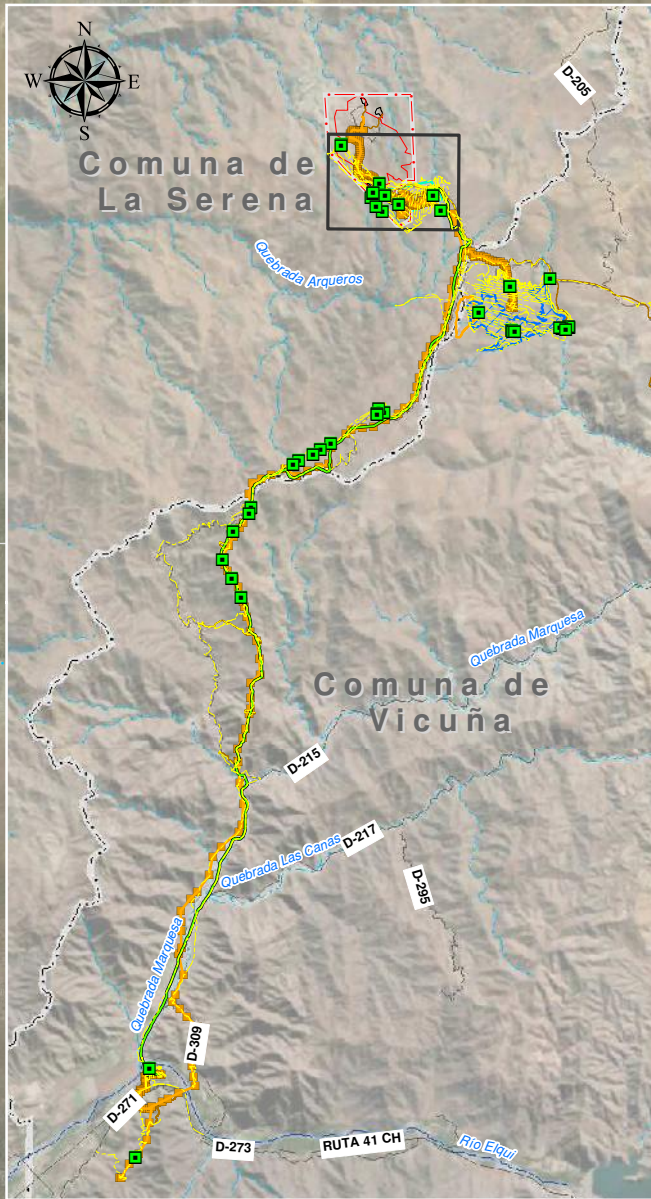 N
W E
S
D-205
Comuna de
La Serena
Quebrada Arqueros
Quebrada Marquesa
Comuna de
Vicuña
D-215
D-217
Quebrada Las Canas
D-295
Quebrada Marquesa
D-309
D-271
D-273
RUTA 41 CH
Río Elqui